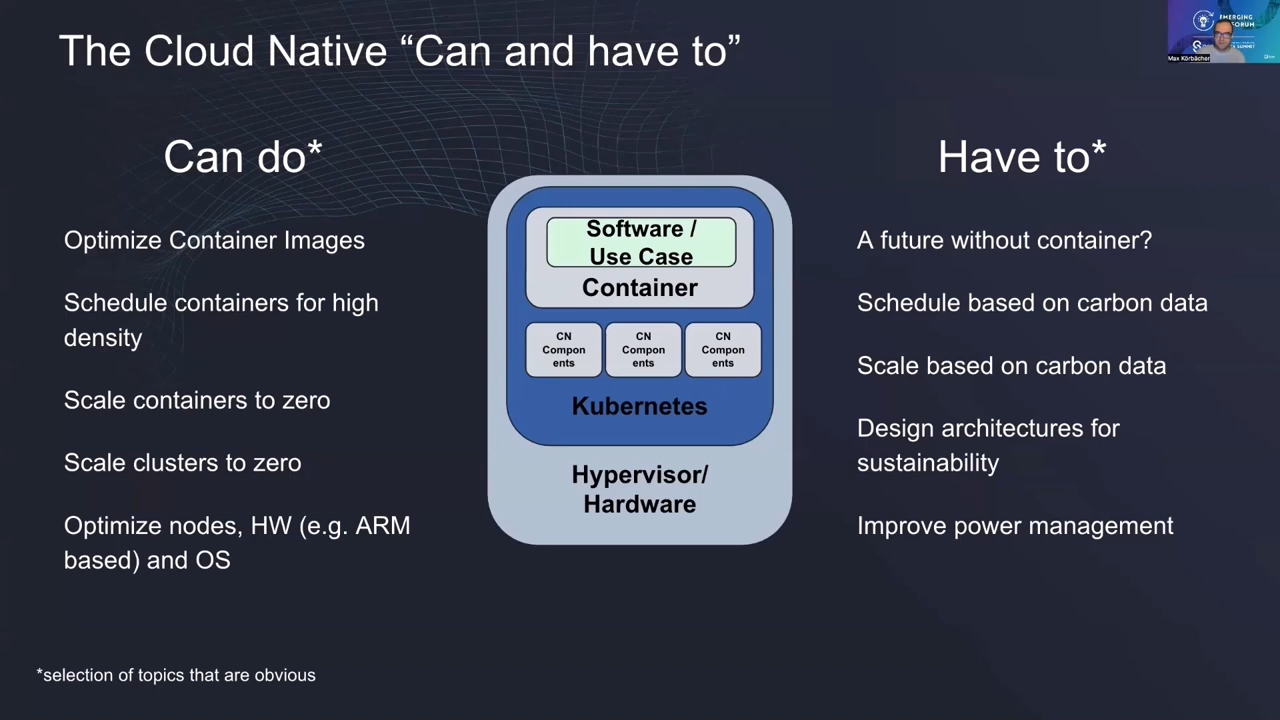 The Cloud Native “Can and have to”
Can do*
Optimize Container Images
Schedule containers for high
density
Scale containers to zero
Scale clusters to zero
Optimize nodes, HW (e.g. ARM
based) and OS
Software /
Use Case
Container
CN
Compon
ents
CN
Compon
ents
CN
Compon
ents
Kubernetes
Hypervisor/
Hardware
Have to*
A future without container?
Schedule based on carbon data
Scale based on carbon data
Design architectures for
sustainability
Improve power management
*selection of topics that are obvious
Max Körbächer